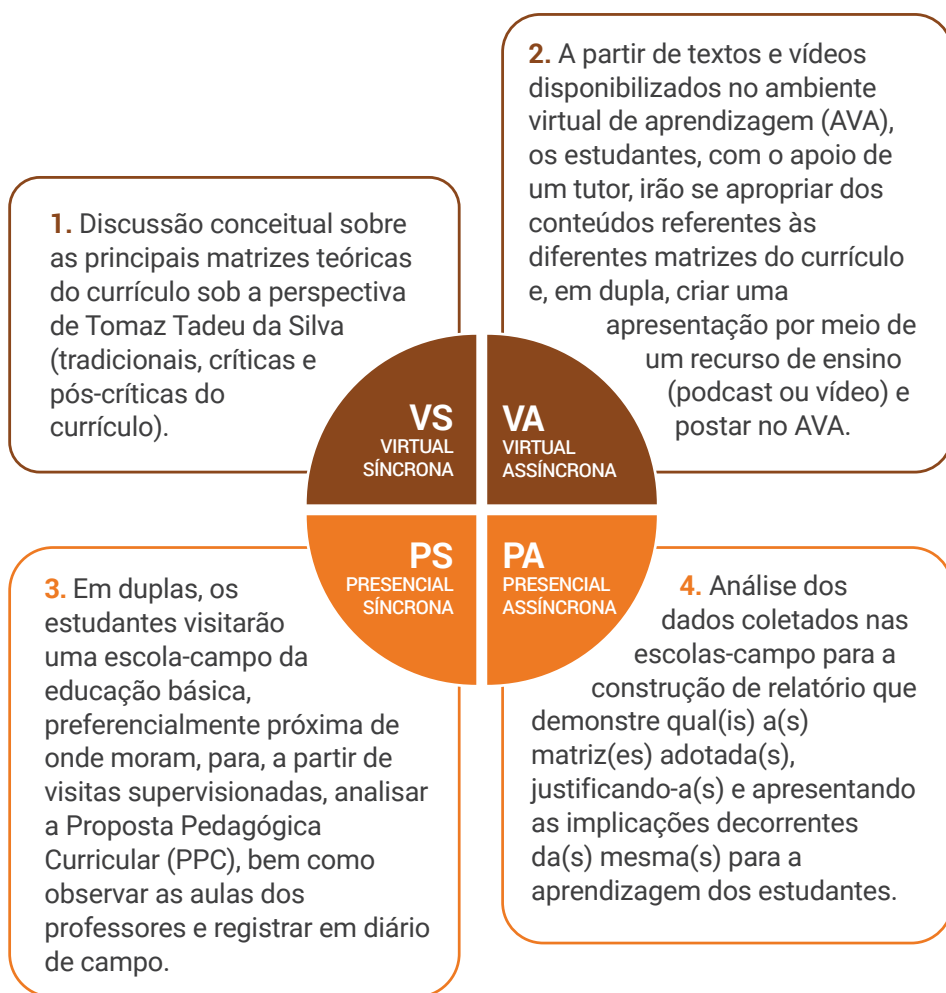 1. Discussão conceitual sobre
as principais matrizes teóricas
do currículo sob a perspectiva
de Tomaz Tadeu da Silva
(tradicionais, críticas e
pós-críticas do
currículo).
2. A partir de textos e vídeos
disponibilizados no ambiente
virtual de aprendizagem (AVA),
os estudantes, com o apoio de
um tutor, irão se apropriar dos
conteúdos referentes às
diferentes matrizes do currículo
e, em dupla, criar uma
apresentação por meio de
um recurso de ensino
(podcast ou vídeo) e
postar no AVA.
VS
VIRTUAL
SÍNCRONA
VA
VIRTUAL
ASSÍNCRONA
PS
PRESENCIAL
SÍNCRONA
PA
PRESENCIAL
ASSÍNCRONA
3. Em duplas, os
estudantes visitarão
uma escola-campo da
educação básica,
preferencialmente próxima de
onde moram, para, a partir de
visitas supervisionadas, analisar
a Proposta Pedagógica
Curricular (PPC), bem como
observar as aulas dos
professores e registrar em diário
de campo.
4. Análise dos
dados coletados nas
escolas-campo para a
construção de relatório que
demonstre qual(is) a(s)
matriz(es) adotada(s),
justificando-a(s) e apresentando
as implicações decorrentes
da(s) mesma(s) para a
aprendizagem dos estudantes.